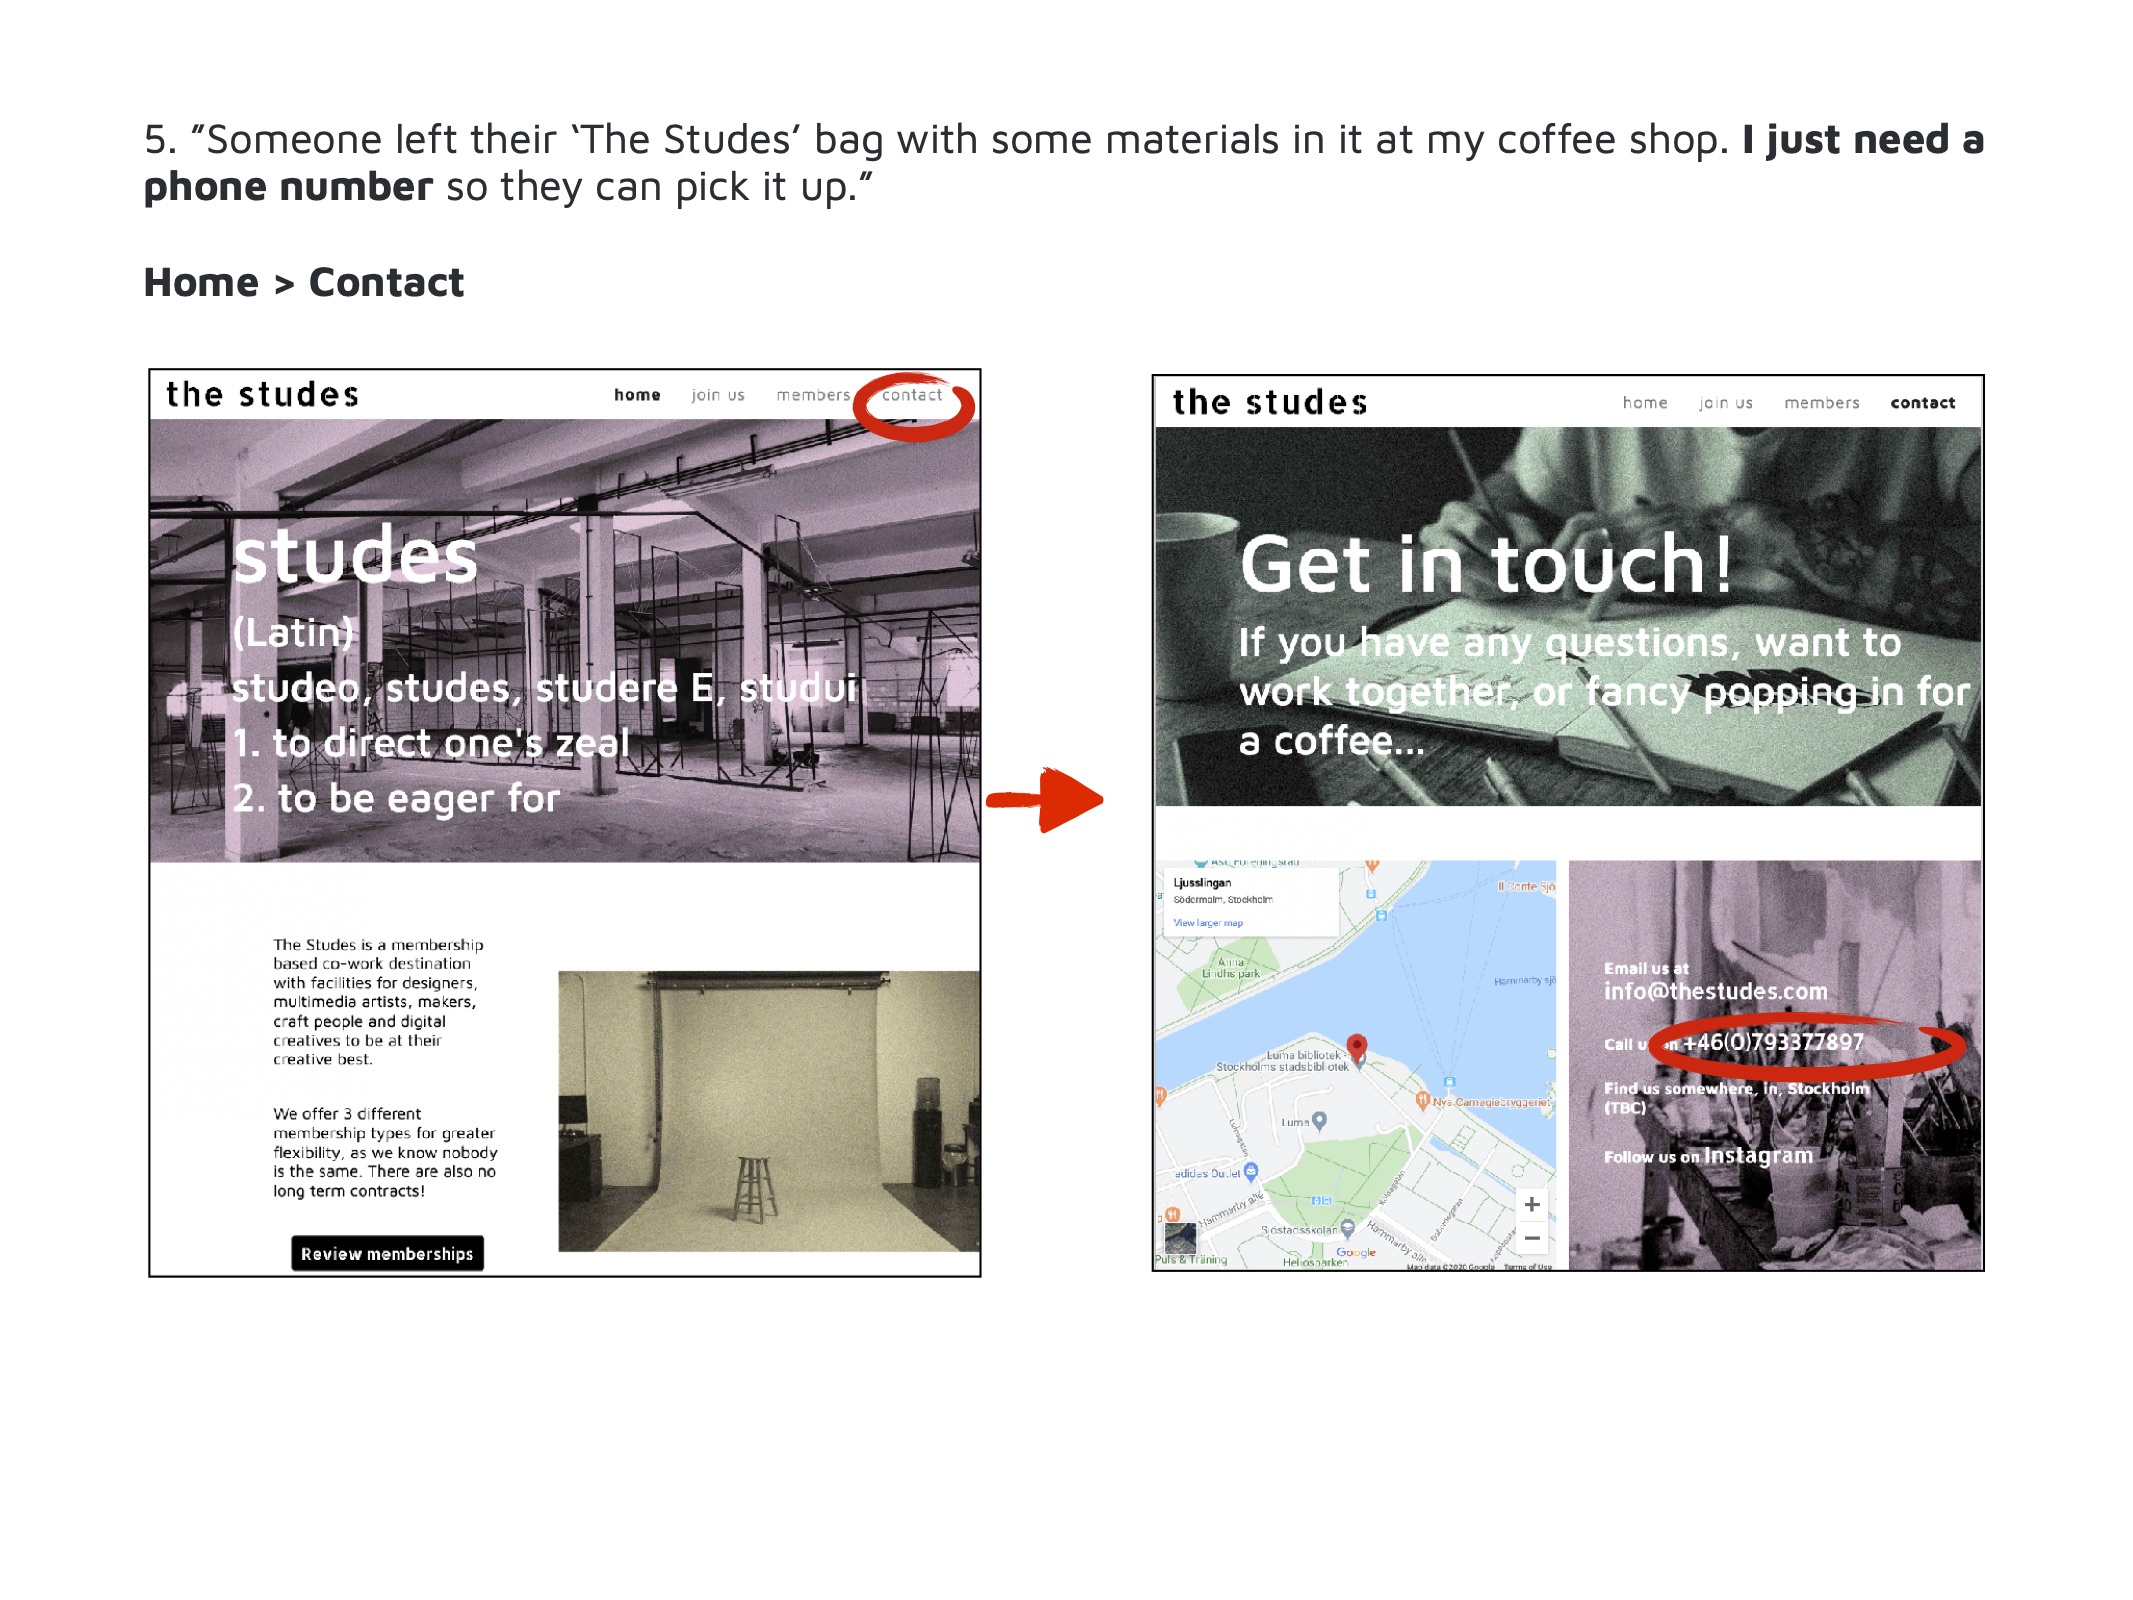 5. ”Someone left their ‘The Studes’ bag with some materials in it at my coffee shop. I just need a
phone number so they can pick it up.”
Home > Contact
the studes
home join us members contact
studes
(Latin)
studeo, studes, studere E, studui
1. to direct one's zeal
2. to be eager for
The Studes is a membership
based co-work destination
with facilities for designers,
multimedia artists, makers,
craft people and digital
creatives to be at their
creative best.
We offer 3 different
membership types for greater
flexibility, as we know nobody
is the same. There are also no
long term contracts!
Review memberships
the studes
home join us members contact
Get in touch!
If you have any questions, want to
work together, or fancy popping in for
a coffee...
Ljusslingan
Södermalm, Stockholm
View larger map
Anna
Lindhs park
Hammarby sjö
Luma bibliotek -
Stockholms stadsbibliotek
Nya Carnegiebryggeriet
Luma
adidas Outlet
Hammarby allé
Sjöstadsskolan
Hammarby allé
Google
Puls & Träning
Heliosparken
Map data ©2020 Google Terms of Use
Email us at
info@thestudes.com
Call us on +46(0)793377897
Find us somewhere, in, Stockholm
(TBC)
Follow us on Instagram